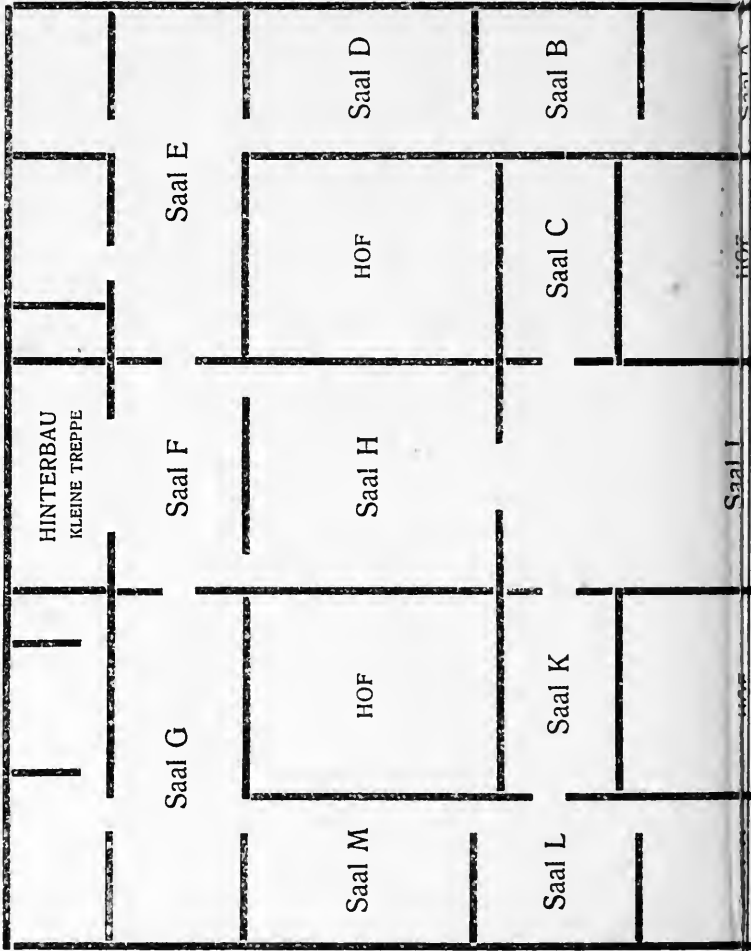 Saal D
Saal B
Saal E
HOF
Saal C
HINTERBAU
KLEINE TREPPE
Saal F
Saal H
HOF
Saal K
Saal G
Saal M
Saal L